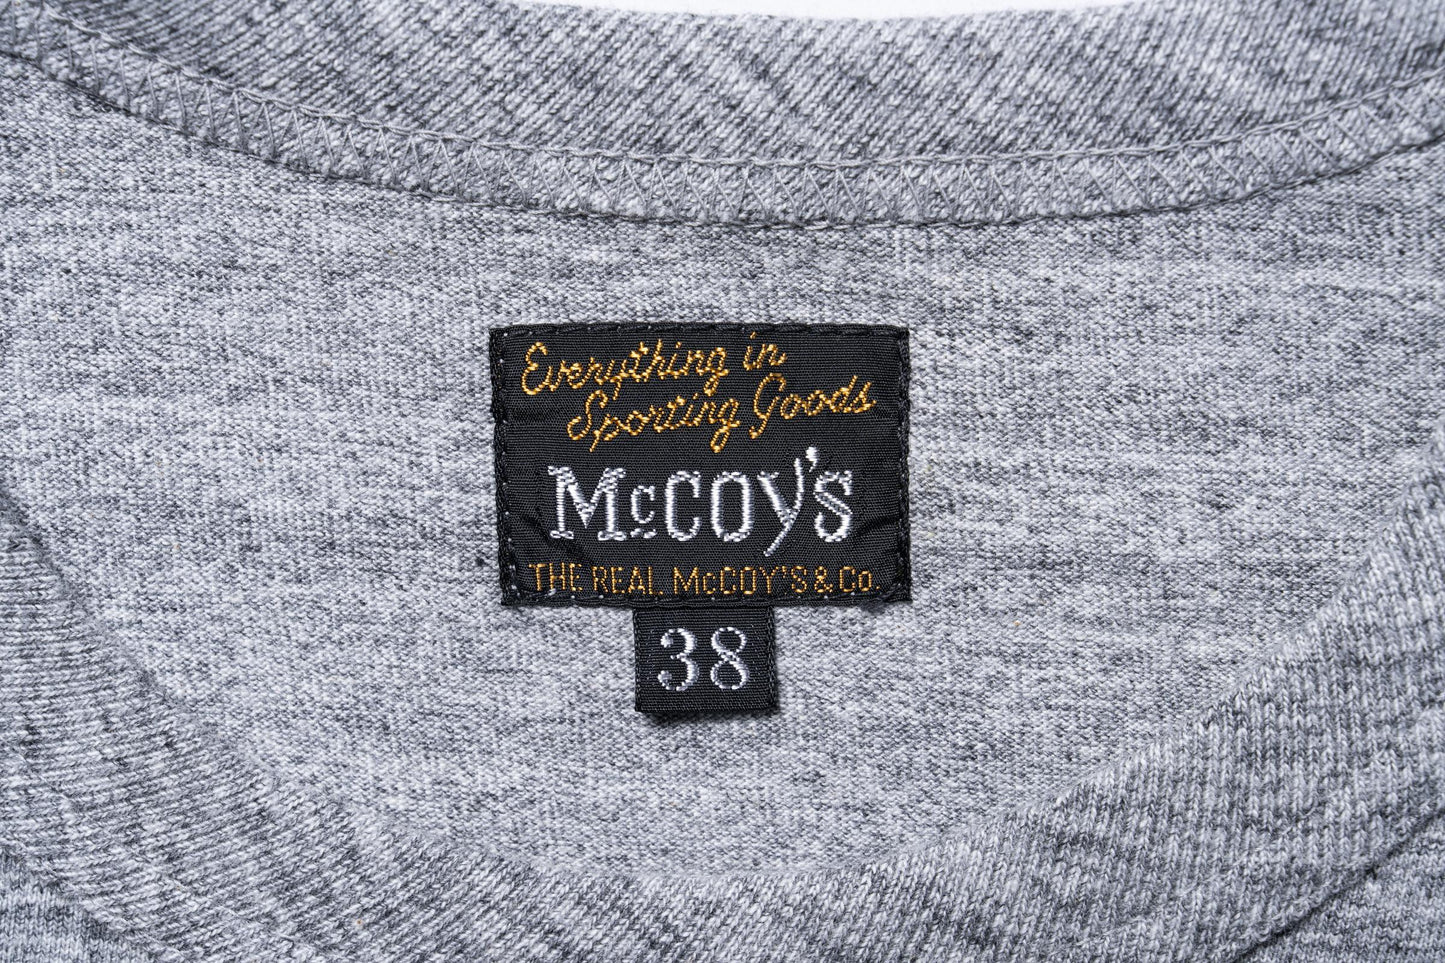 Everything in
Sporting Goods
McCOY'S
THE REAL McCOY'S & Co.
38